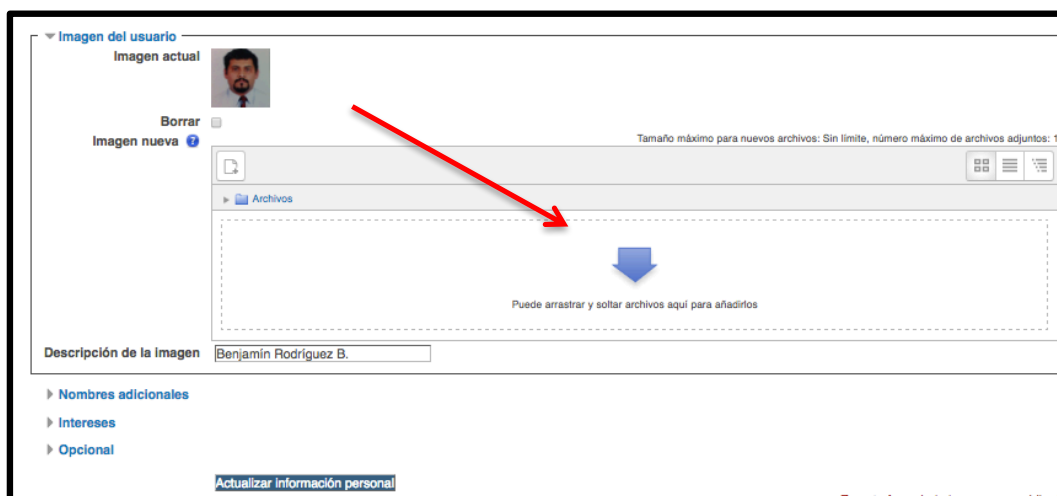 Imagen del usuario
Imagen actual
Borrar
Imagen nueva
Tamaño máximo para nuevos archivos: Sin límite, número máximo de archivos adjuntos: 1
Archivos
Puede arrastrar y soltar archivos aquí para añadirlos
Descripción de la imagen Benjamín Rodríguez B.
Nombres adicionales
Intereses
Opcional
Actualizar información personal